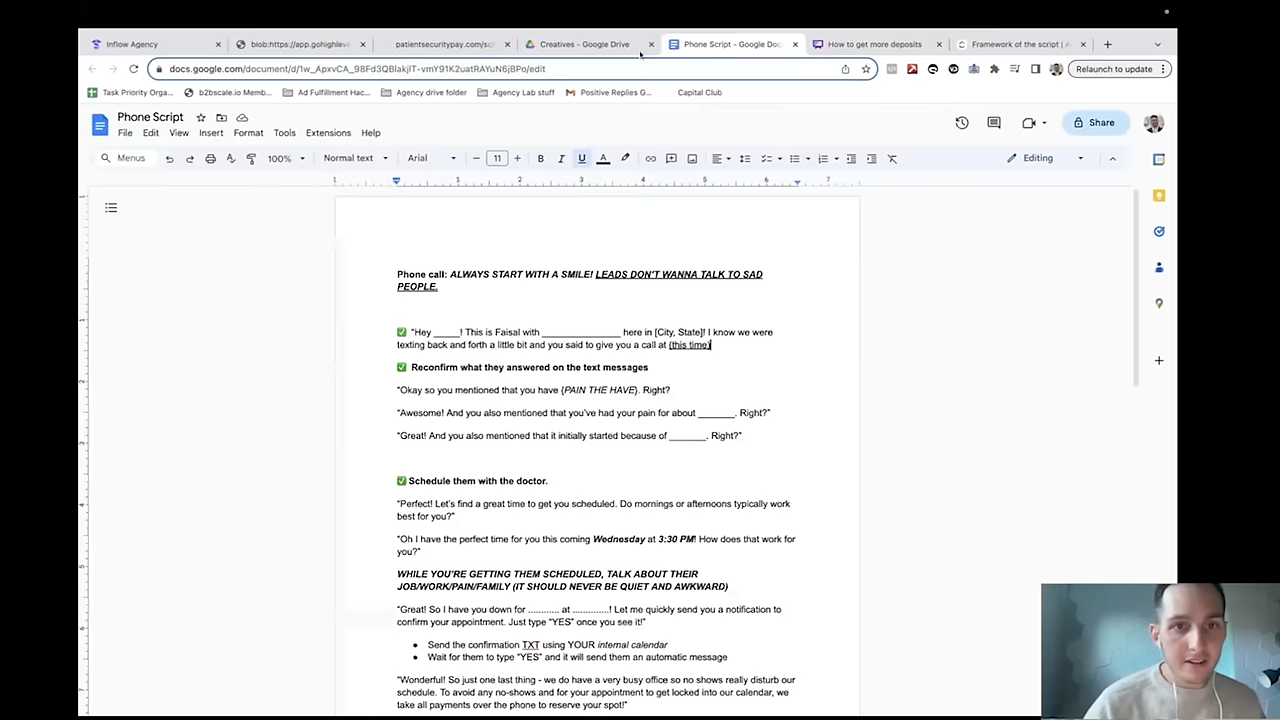 Inflow Agency
blob:https://app.gohighleve
patientsecuritypay.com/sc
Creatives - Google Drive
Phone Script - Google Doc
How to get more deposits
Framework of the script | A
docs.google.com/document/d/1w_ApxvCA_98Fd3QBlakjlT-vmY91K2uatRAYuN6jBPo/edit
Relaunch to update
Task Priority Orga...
b2bscale.io Memb...
Ad Fulfillment Hac...
Agency drive folder
Agency Lab stuff
Positive Replies G...
Capital Club
Phone Script
File Edit View Insert Format Tools Extensions Help
Share
Menus
100%
Normal text
Arial
11
B I U A
Editing
1 1 2 3 4 5 6 7
Phone call: ALWAYS START WITH A SMILE! LEADS DON'T WANNA TALK TO SAD
PEOPLE.
✅ "Hey _____! This is Faisal with ________________ here in [City, State]! I know we were
texting back and forth a little bit and you said to give you a call at (this time)
✅ Reconfirm what they answered on the text messages
"Okay so you mentioned that you have {PAIN THE HAVE}. Right?
"Awesome! And you also mentioned that you've had your pain for about _______. Right?"
"Great! And you also mentioned that it initially started because of _______. Right?"
✅ Schedule them with the doctor.
"Perfect! Let's find a great time to get you scheduled. Do mornings or afternoons typically work
best for you?"
"Oh I have the perfect time for you this coming Wednesday at 3:30 PM! How does that work for
you?"
WHILE YOU'RE GETTING THEM SCHEDULED, TALK ABOUT THEIR
JOB/WORK/PAIN/FAMILY (IT SHOULD NEVER BE QUIET AND AWKWARD)
"Great! So I have you down for ........... at .............! Let me quickly send you a notification to
confirm your appointment. Just type "YES" once you see it!"
● Send the confirmation TXT using YOUR internal calendar
● Wait for them to type "YES" and it will send them an automatic message
"Wonderful! So just one last thing - we do have a very busy office so no shows really disturb our
schedule. To avoid any no-shows and for your appointment to get locked into our calendar, we
take all payments over the phone to reserve your spot!"